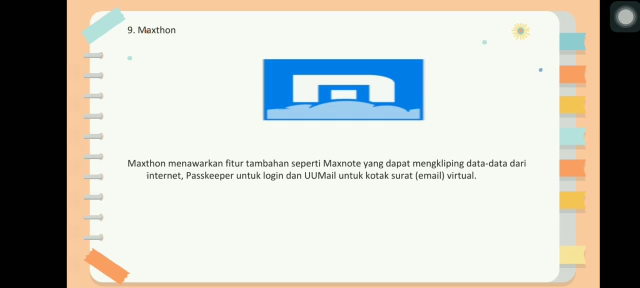 9. Maxthon
Maxthon menawarkan fitur tambahan seperti Maxnote yang dapat mengkliping data-data dari
internet, Passkeeper untuk login dan UUMail untuk kotak surat (email) virtual.